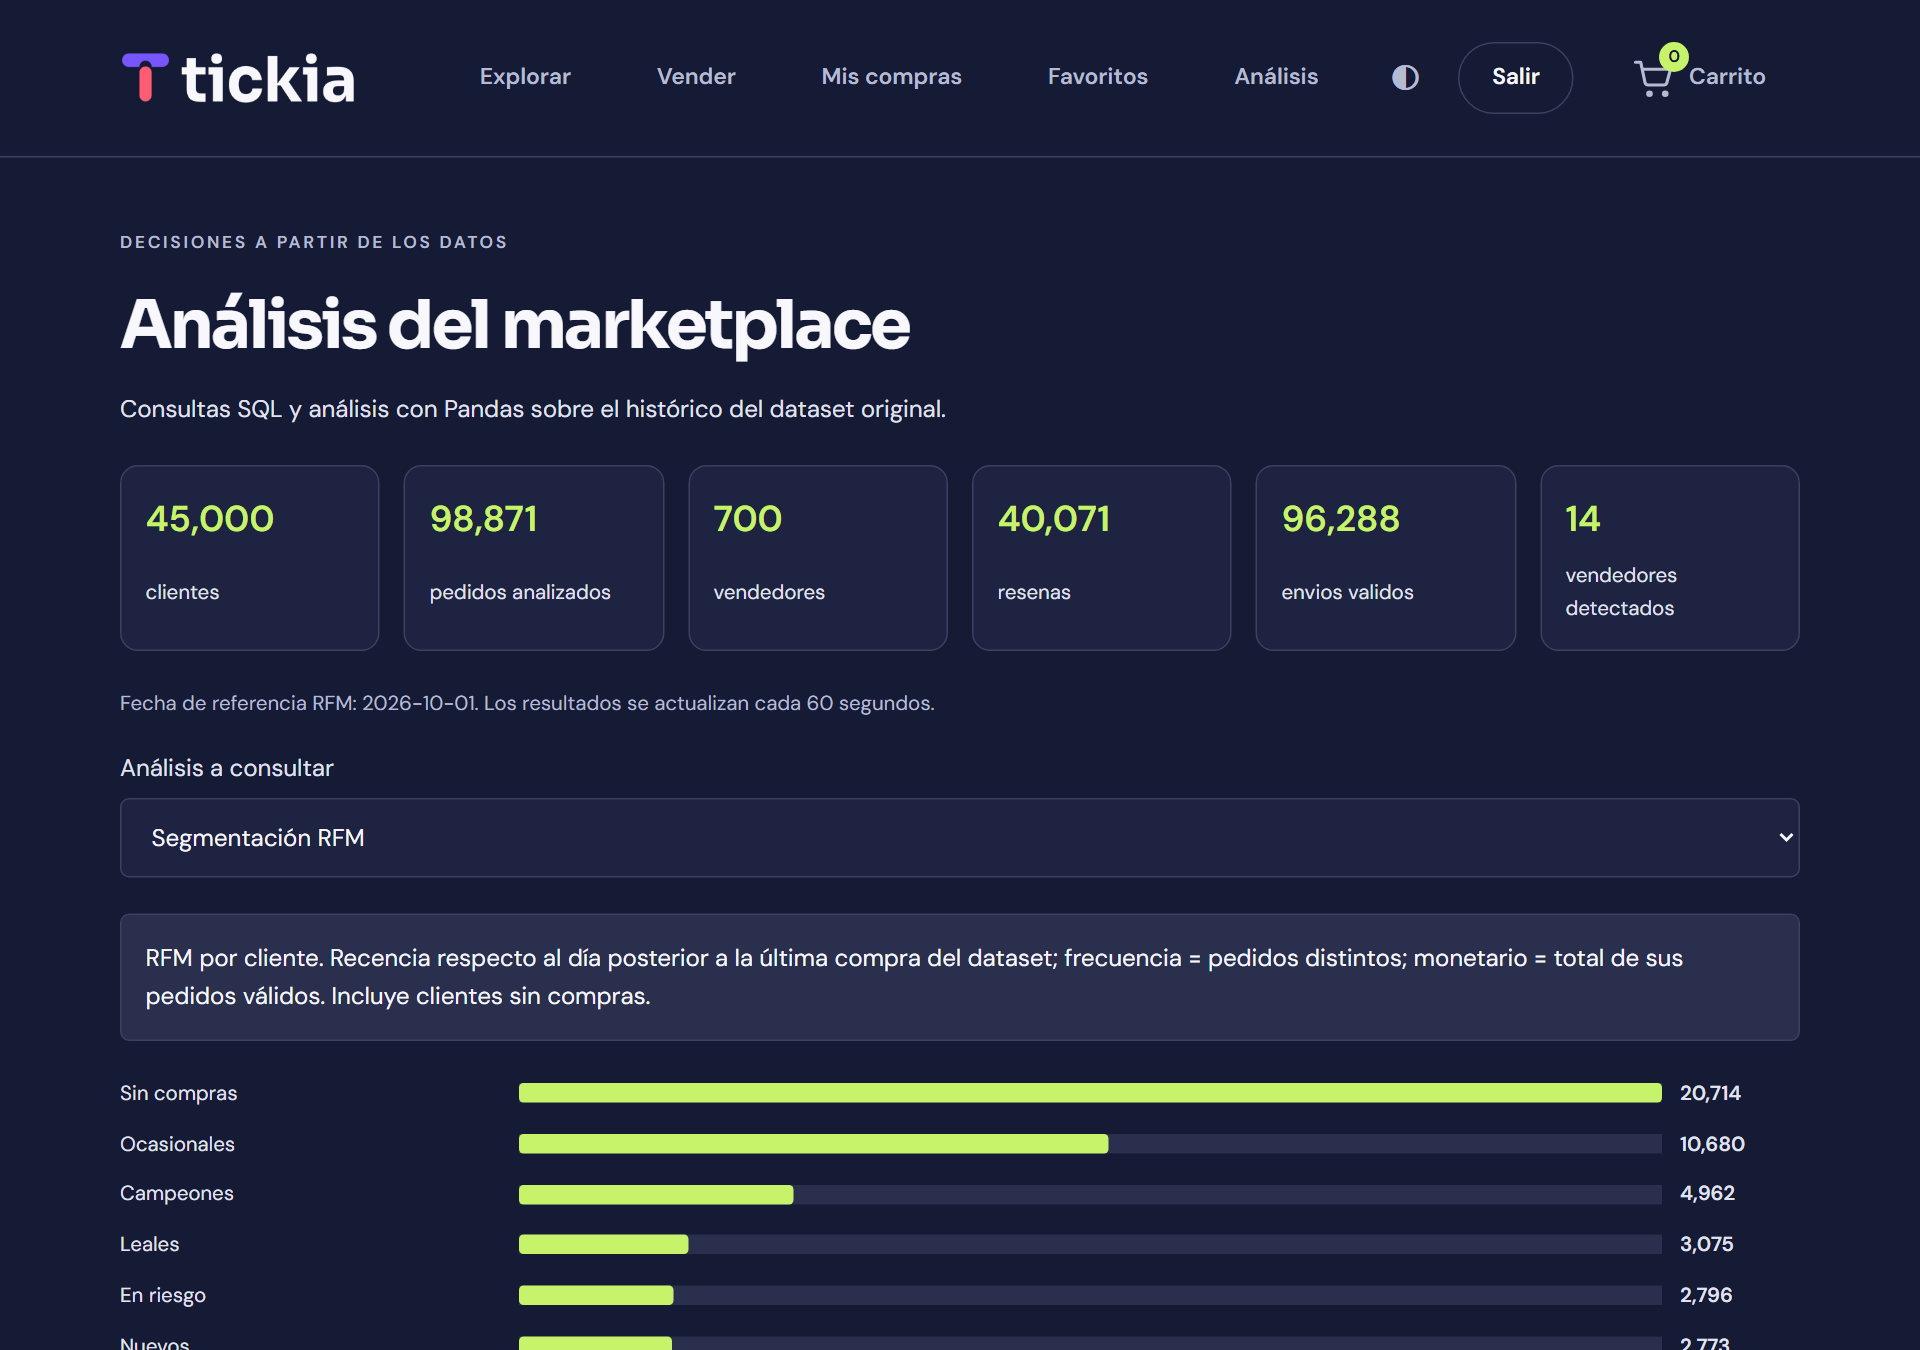 tickia
Explorar
Vender
Mis compras
Favoritos
Análisis
Salir
0
Carrito
DECISIONES A PARTIR DE LOS DATOS
Análisis del marketplace
Consultas SQL y análisis con Pandas sobre el histórico del dataset original.
45,000
clientes
98,871
pedidos analizados
700
vendedores
40,071
resenas
96,288
envios validos
14
vendedores
detectados
Fecha de referencia RFM: 2026-10-01. Los resultados se actualizan cada 60 segundos.
Análisis a consultar
Segmentación RFM
RFM por cliente. Recencia respecto al día posterior a la última compra del dataset; frecuencia = pedidos distintos; monetario = total de sus
pedidos válidos. Incluye clientes sin compras.
Sin compras 20,714
Ocasionales 10,680
Campeones 4,962
Leales 3,075
En riesgo 2,796
Nuevos 2,773